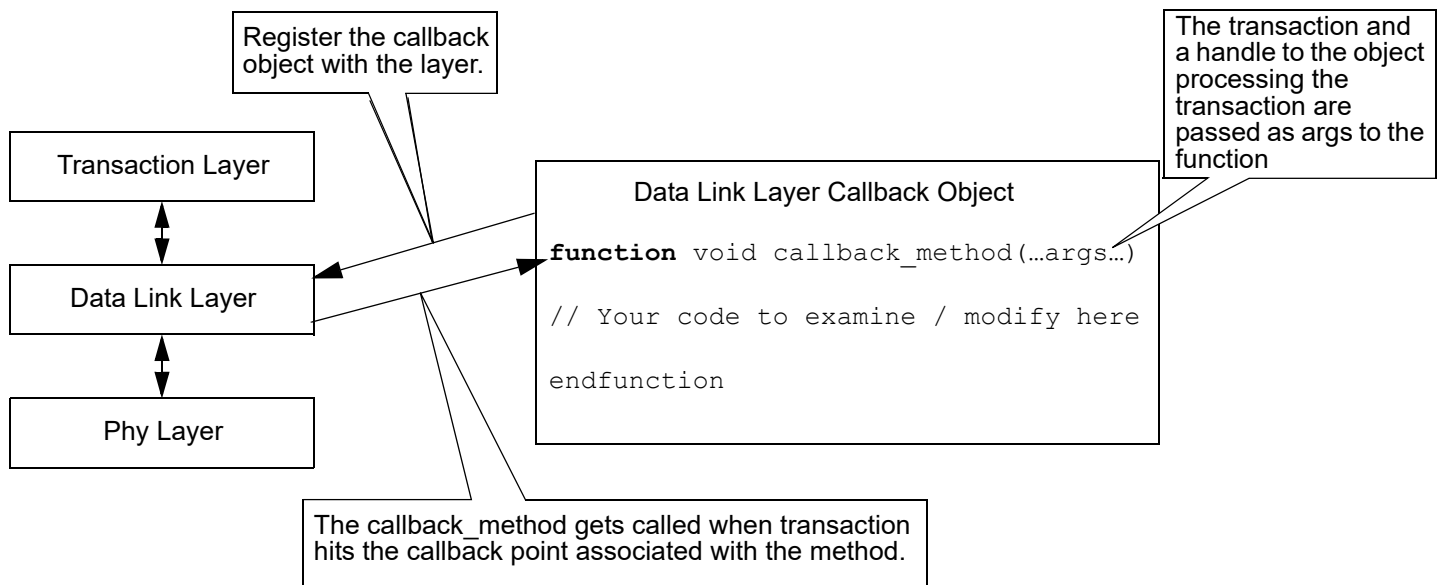 Register the callback
object with the layer.
The transaction and
a handle to the object
processing the
transaction are
passed as args to the
function
Transaction Layer
Data Link Layer
Phy Layer
Data Link Layer Callback Object
function void callback_method(…args…)
// Your code to examine / modify here
endfunction
The callback_method gets called when transaction
hits the callback point associated with the method.